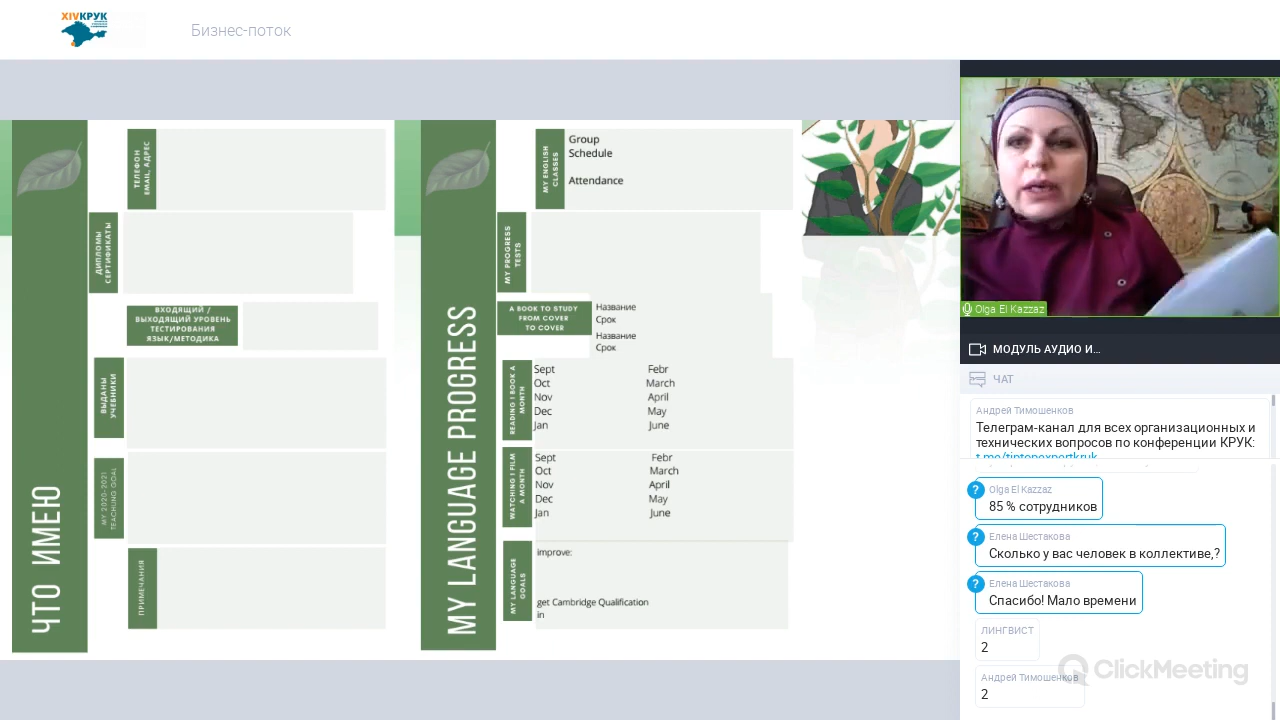 XIVКРУК
Бизнес-поток
ЧТО ИМЕЮ
ТЕЛЕФОН
EMAIL, АДРЕС
ДИПЛОМЫ
СЕРТИФИКАТЫ
ВХОДЯЩИЙ /
ВЫХОДЯЩИЙ УРОВЕНЬ
ТЕСТИРОВАНИЯ
ЯЗЫК/МЕТОДИКА
ВЫДАНЫ
УЧЕБНИКИ
MY 2020-2021
TEACHING GOAL
ПРИМЕЧАНИЯ
MY LANGUAGE PROGRESS
MY ENGLISH
CLASSES
Group
Schedule
Attendance
MY PROGRESS
TESTS
A BOOK TO STUDY
FROM COVER
TO COVER
Название
Срок
Название
Срок
READING 1 BOOK A
MONTH
Sept Febr
Oct March
Nov April
Dec May
Jan June
WATCHING 1 FILM
A MONTH
Sept Febr
Oct March
Nov April
Dec May
Jan June
MY LANGUAGE
GOALS
improve:
get Cambridge Qualification
in
Olga El Kazzaz
МОДУЛЬ АУДИО И...
ЧАТ
Андрей Тимошенков
Телеграм-канал для всех организационных и
технических вопросов по конференции КРУК:
t.me/tiptopexpertkruk
Olga El Kazzaz
85 % сотрудников
Елена Шестакова
Сколько у вас человек в коллективе,?
Елена Шестакова
Спасибо! Мало времени
ЛИНГВИСТ
2
Андрей Тимошенков
2
ClickMeeting